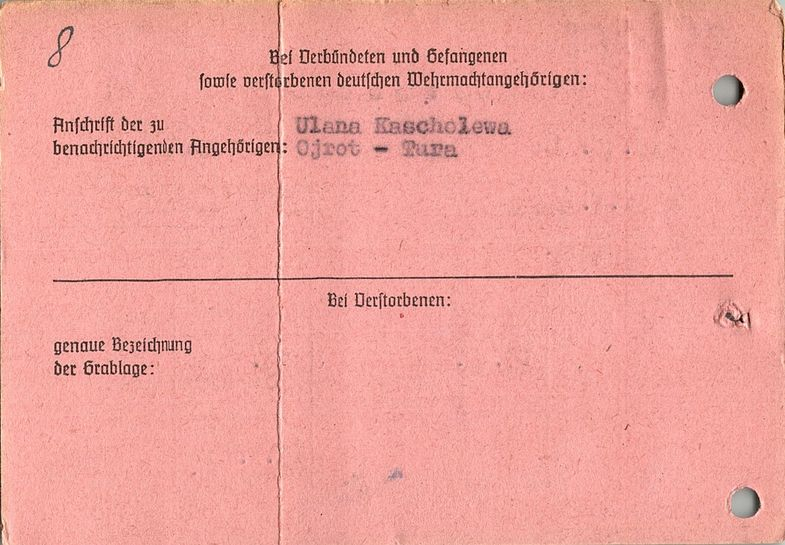 8
Bei Verbündeten und Gefangenen
sowie verstorbenen deutschen Wehrmachtangehörigen:
Anschrift der zu
benachrichtigenden Angehörigen:
Ulana Kascholewa
Ojrot - Tura
Bei Verstorbenen:
genaue Bezeichnung
der Grablage: